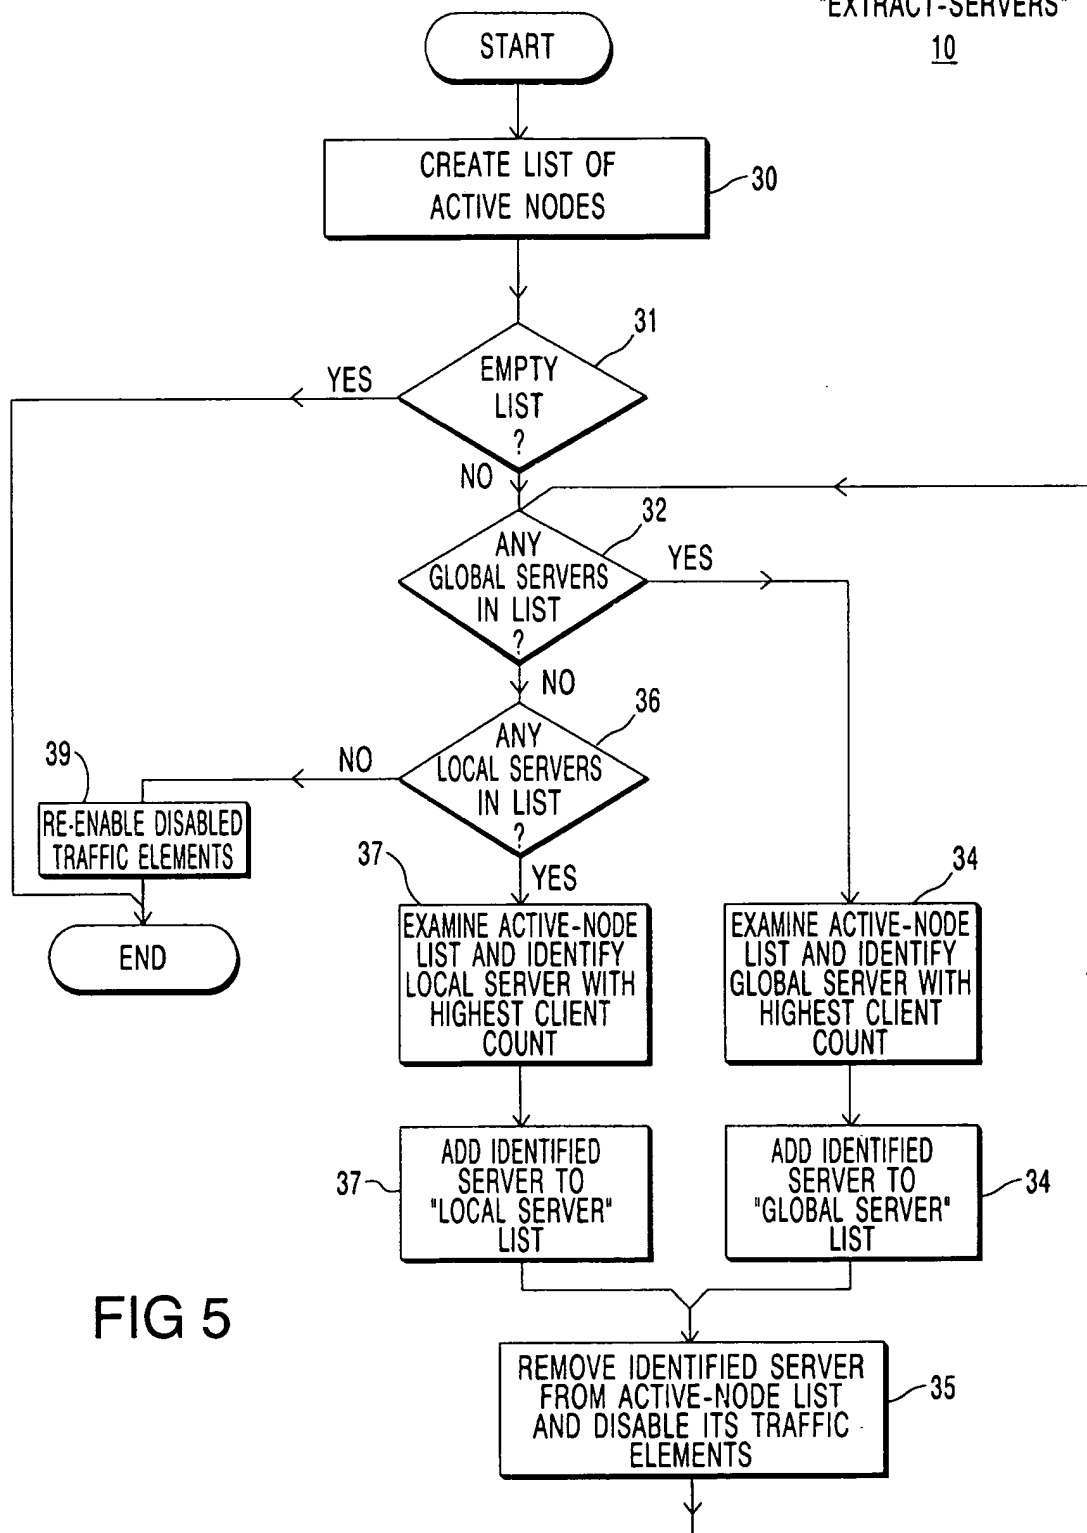 "EXTRACT-SERVERS"
10
START
CREATE LIST OF
ACTIVE NODES
30
31
EMPTY
LIST
?
YES
NO
32
ANY
GLOBAL SERVERS
IN LIST
?
YES
NO
36
ANY
LOCAL SERVERS
IN LIST
?
NO
YES
39
RE-ENABLE DISABLED
TRAFFIC ELEMENTS
END
37
EXAMINE ACTIVE-NODE
LIST AND IDENTIFY
LOCAL SERVER WITH
HIGHEST CLIENT
COUNT
34
EXAMINE ACTIVE-NODE
LIST AND IDENTIFY
GLOBAL SERVER WITH
HIGHEST CLIENT
COUNT
37
ADD IDENTIFIED
SERVER TO
"LOCAL SERVER"
LIST
34
ADD IDENTIFIED
SERVER TO
"GLOBAL SERVER"
LIST
FIG 5
REMOVE IDENTIFIED SERVER
FROM ACTIVE-NODE LIST
AND DISABLE ITS TRAFFIC
ELEMENTS
35